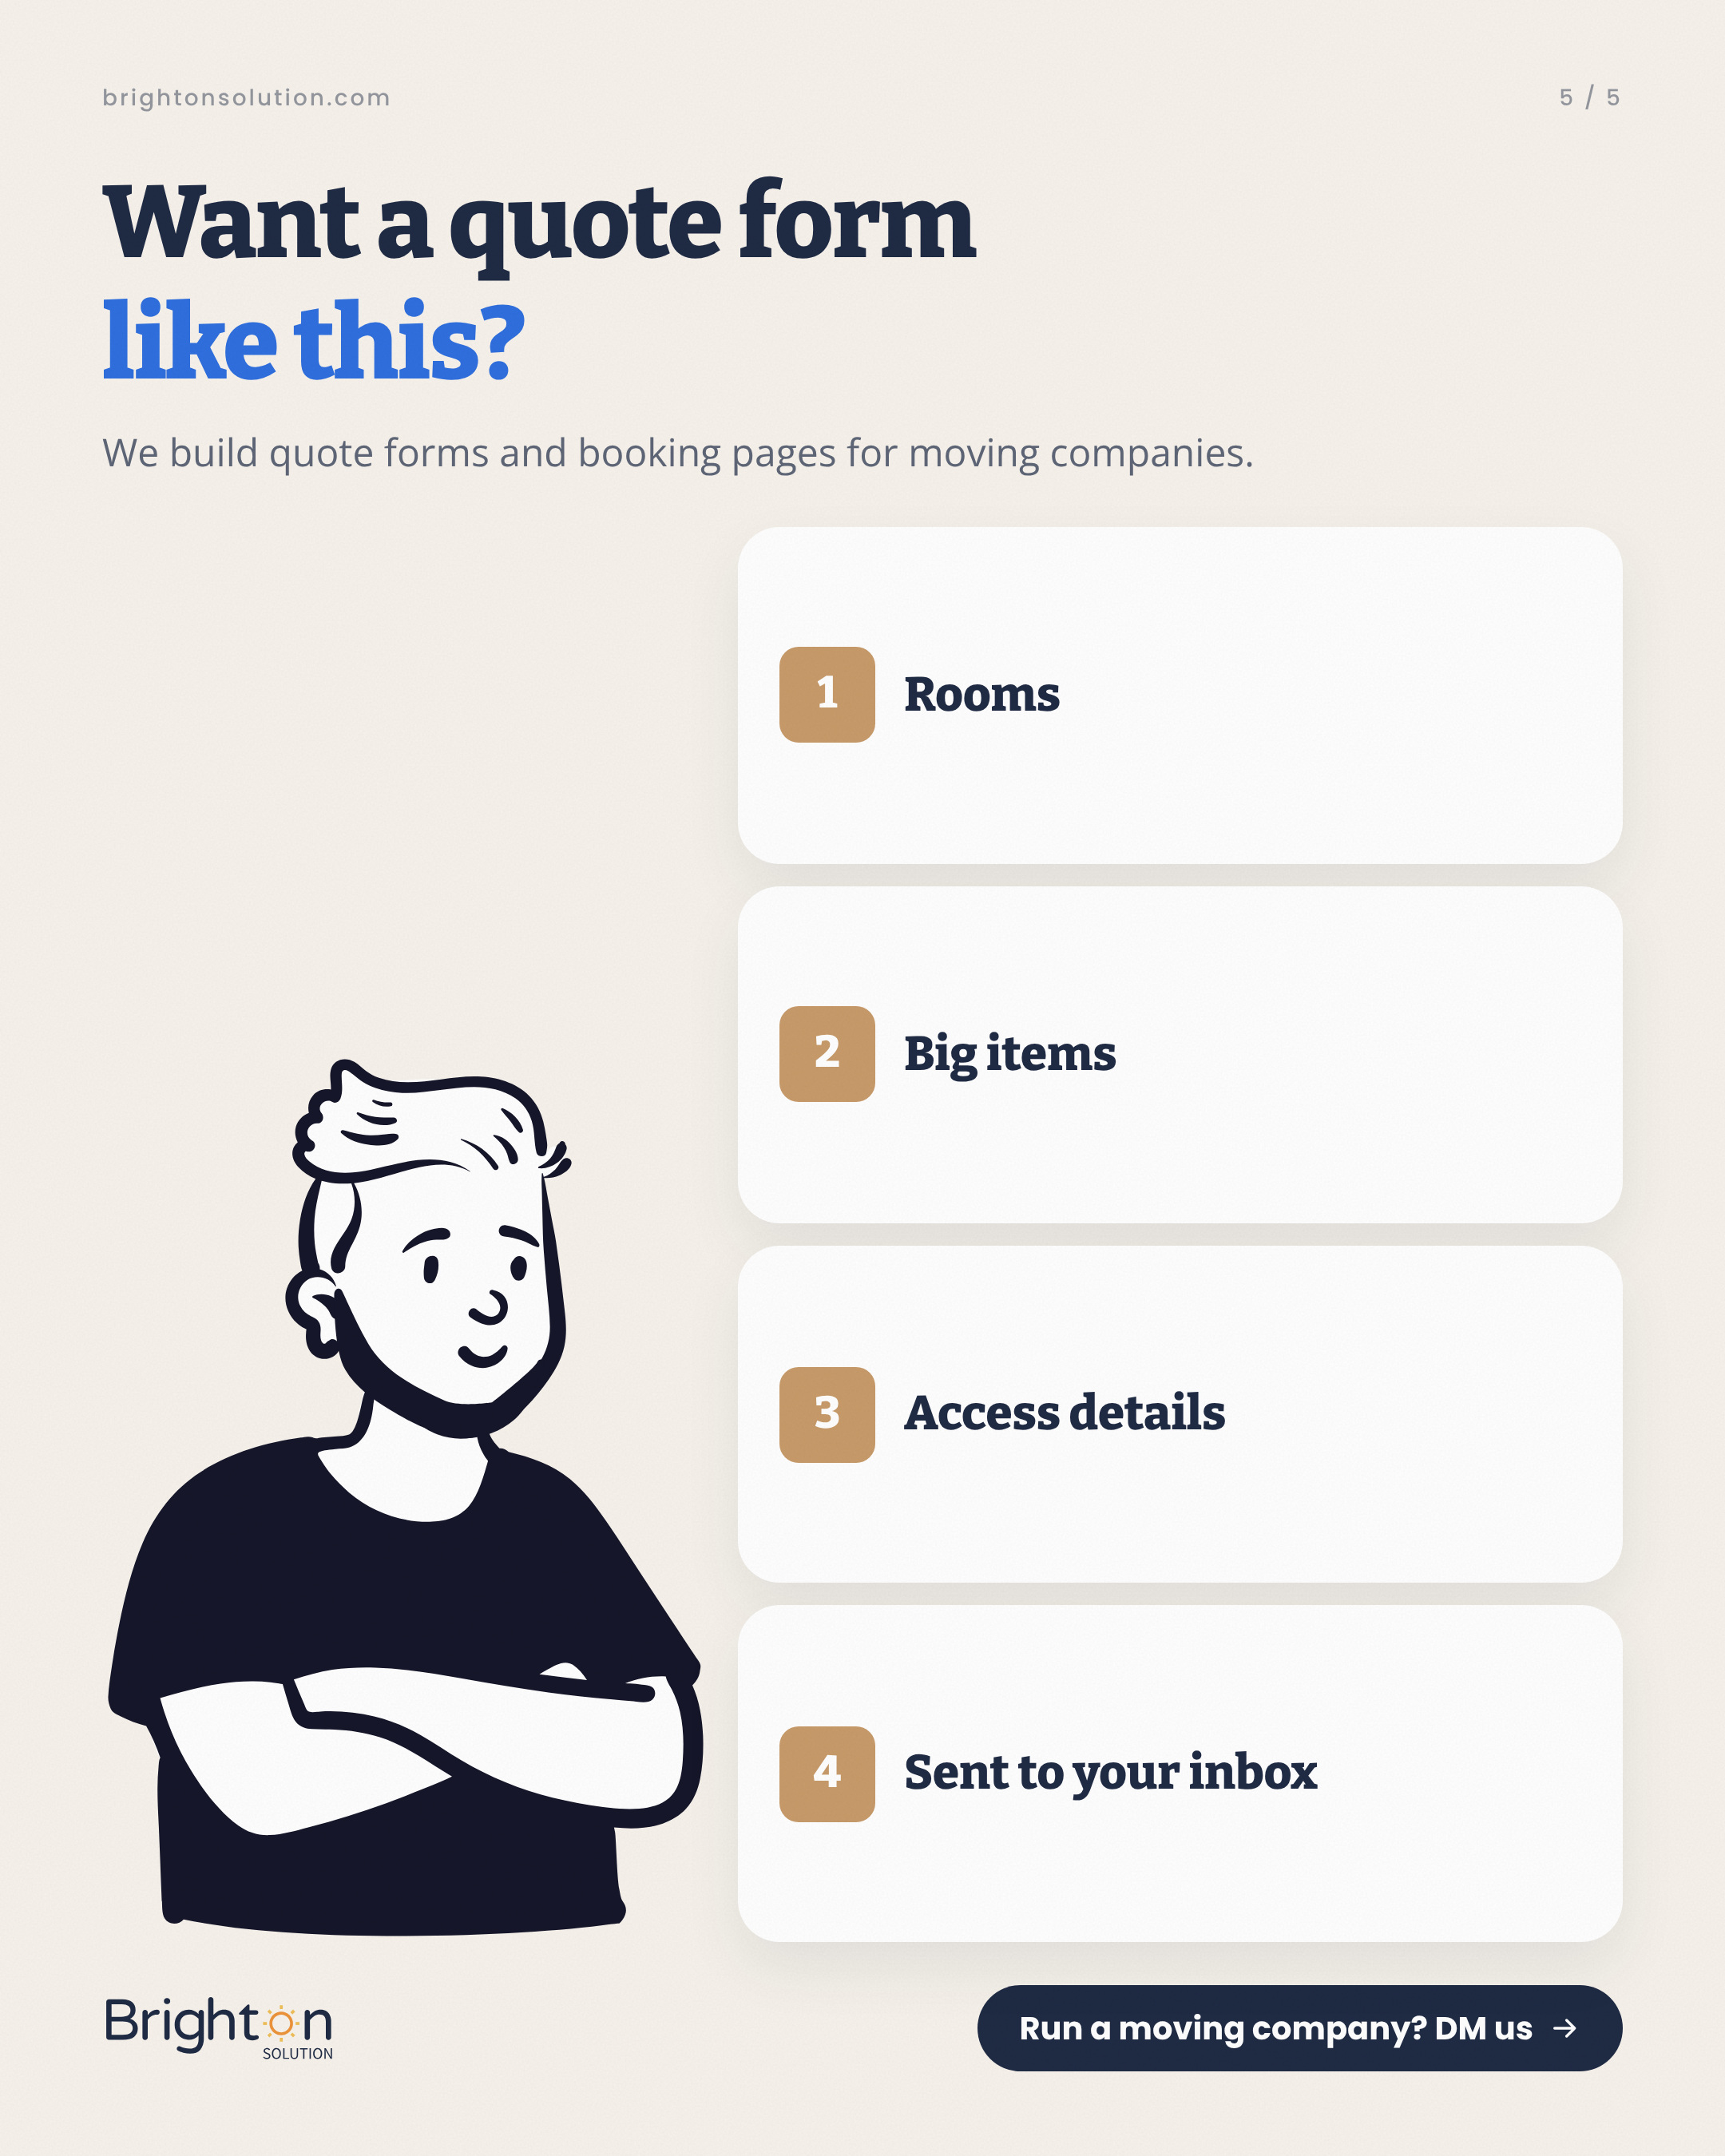 brightonsolution.com
5 / 5
Want a quote form
like this?
We build quote forms and booking pages for moving companies.
1 Rooms
2 Big items
3 Access details
4 Sent to your inbox
Brighton
SOLUTION
Run a moving company? DM us →